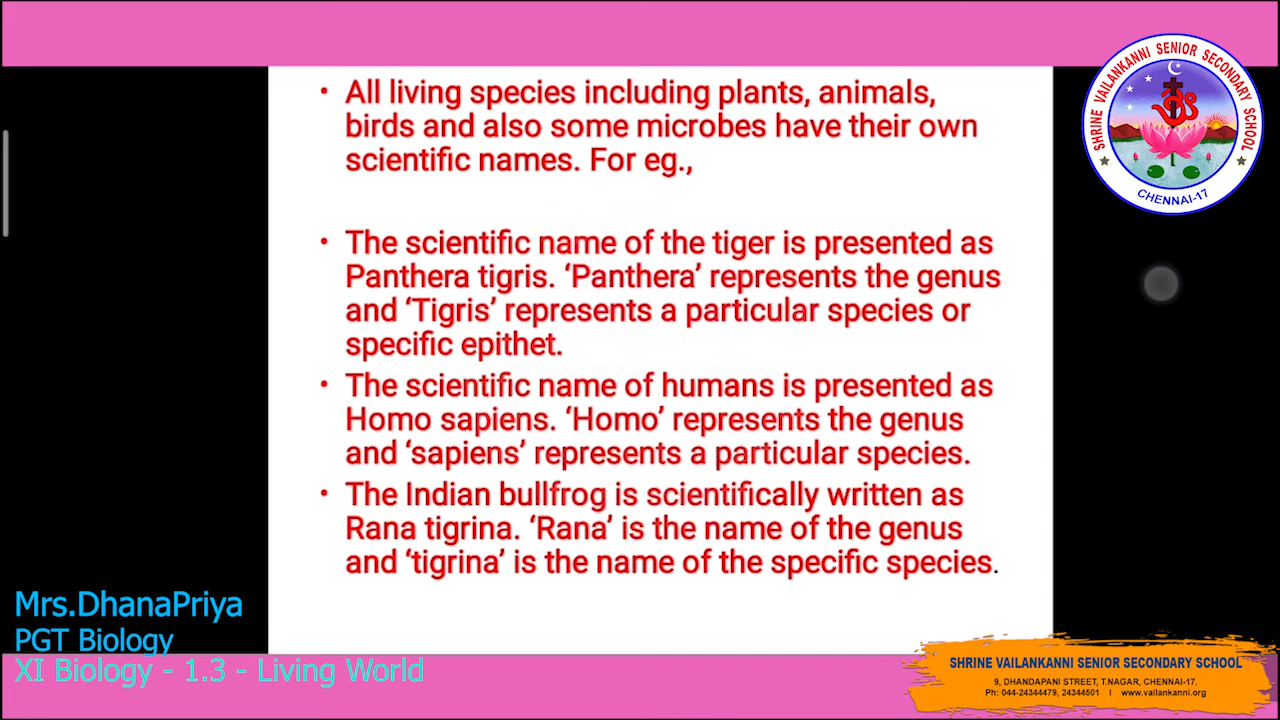 • All living species including plants, animals,
birds and also some microbes have their own
scientific names. For eg.,
• The scientific name of the tiger is presented as
Panthera tigris. ‘Panthera’ represents the genus
and ‘Tigris’ represents a particular species or
specific epithet.
• The scientific name of humans is presented as
Homo sapiens. ‘Homo’ represents the genus
and ‘sapiens’ represents a particular species.
• The Indian bullfrog is scientifically written as
Rana tigrina. ‘Rana’ is the name of the genus
and ‘tigrina’ is the name of the specific species.
SHRINE VAILANKANNI SENIOR SECONDARY SCHOOL
CHENNAI-17
Mrs.DhanaPriya
PGT Biology
XI Biology - 1.3 - Living World
SHRINE VAILANKANNI SENIOR SECONDARY SCHOOL
9, DHANDAPANI STREET, T.NAGAR, CHENNAI-17.
Ph: 044-24344479, 24344501 I www.vailankanni.org